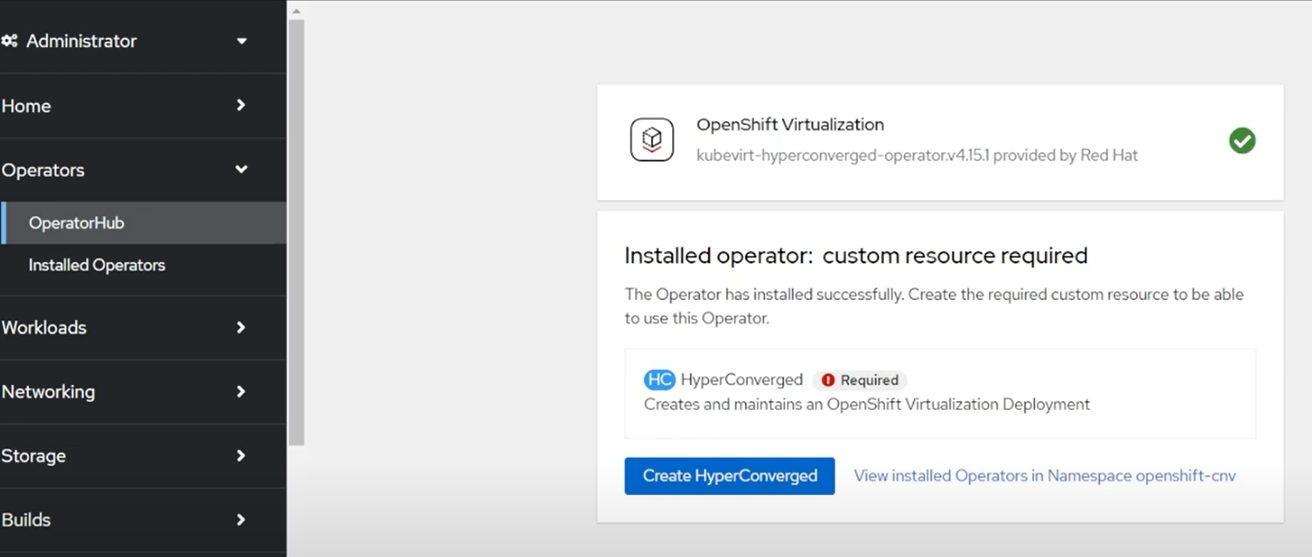 Administrator
Home
Operators
OperatorHub
Installed Operators
Workloads
Networking
Storage
Builds
OpenShift Virtualization
kubevirt-hyperconverged-operator.v4.15.1 provided by Red Hat
Installed operator: custom resource required
The Operator has installed successfully. Create the required custom resource to be able
to use this Operator.
HC HyperConverged Required
Creates and maintains an OpenShift Virtualization Deployment
Create HyperConverged View installed Operators in Namespace openshift-cnv